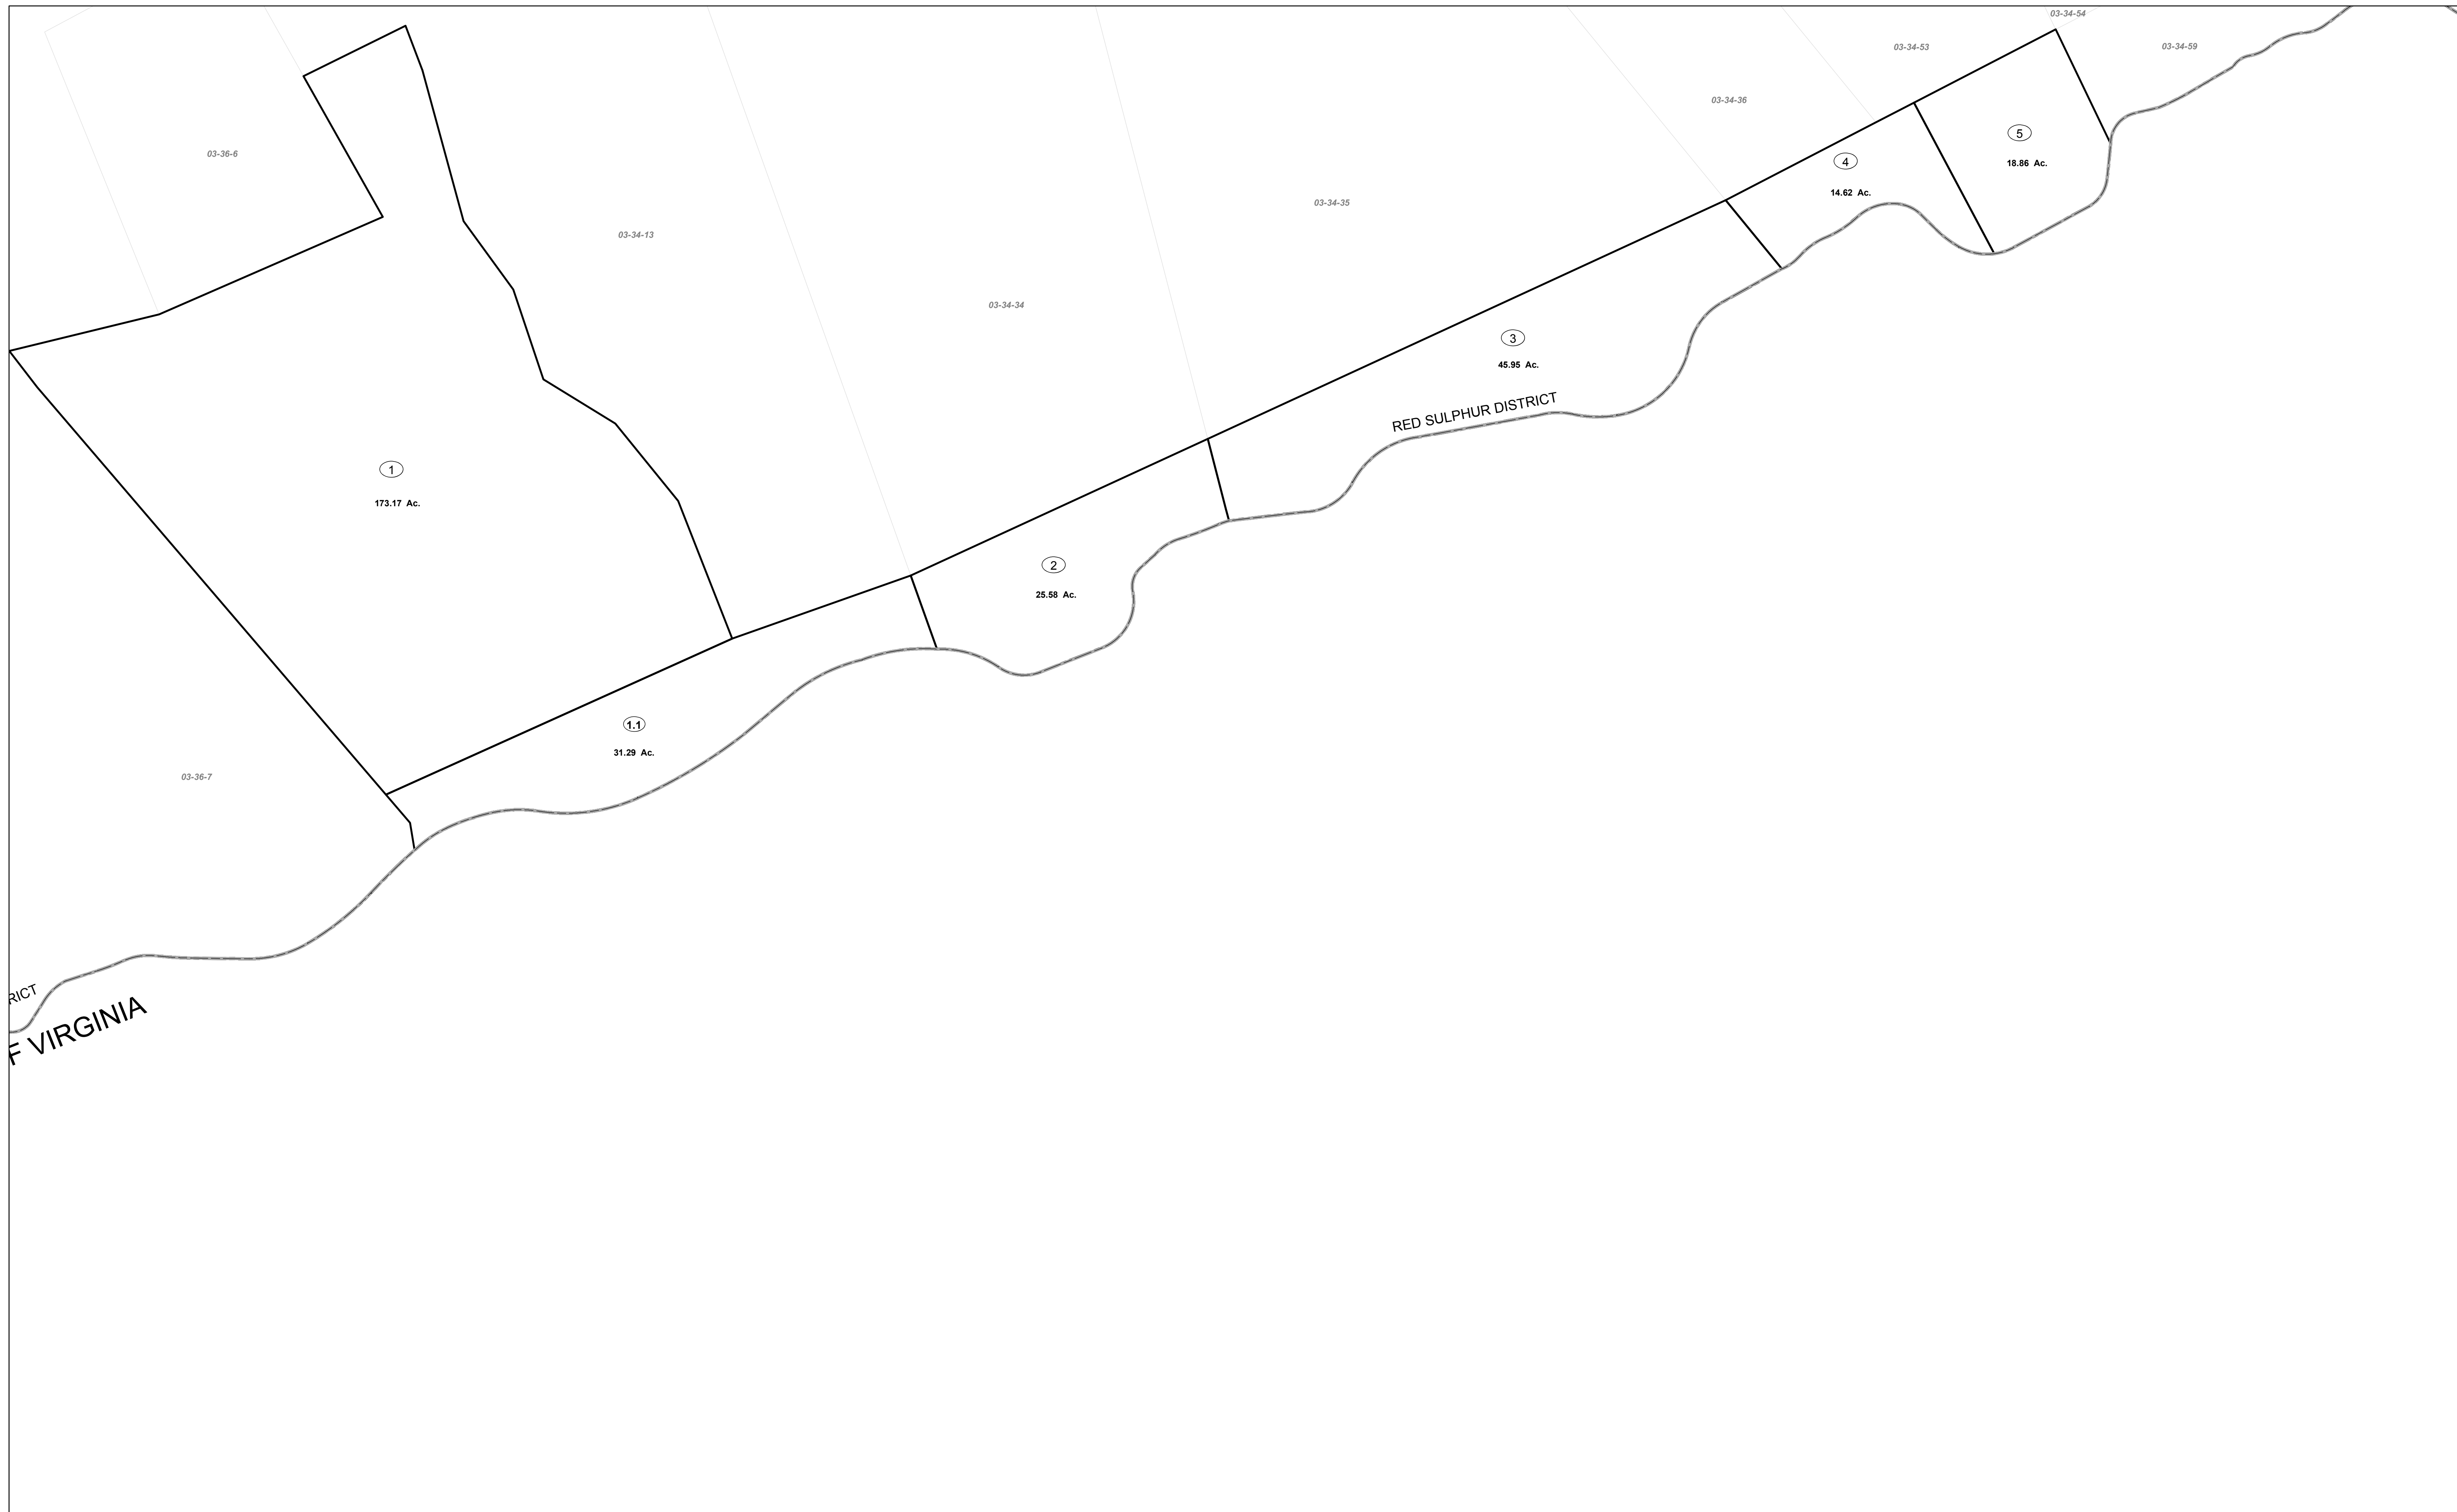 03-34-54
03-34-53
03-34-59
03-34-36
5
18.86 Ac.
4
14.62 Ac.
03-36-6
03-34-35
03-34-13
03-34-34
3
45.95 Ac.
RED SULPHUR DISTRICT
1
173.17 Ac.
2
25.58 Ac.
1.1
31.29 Ac.
03-36-7
RICT
F VIRGINIA